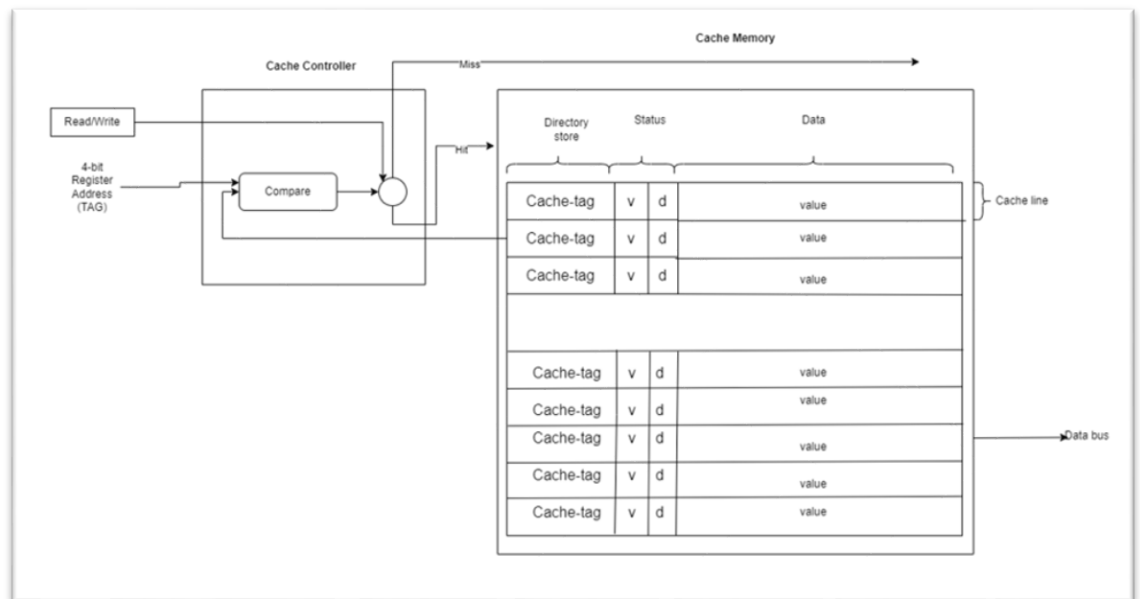 Cache Memory
Cache Controller
Miss
Read/Write
Directory
store
Status
Data
Hit
4-bit
Register
Address
(TAG)
Compare
Cache-tag v d value
Cache line
Cache-tag v d value
Cache-tag v d value
Cache-tag v d value
Cache-tag v d value
Cache-tag v d value
Data bus
Cache-tag v d value
Cache-tag v d value